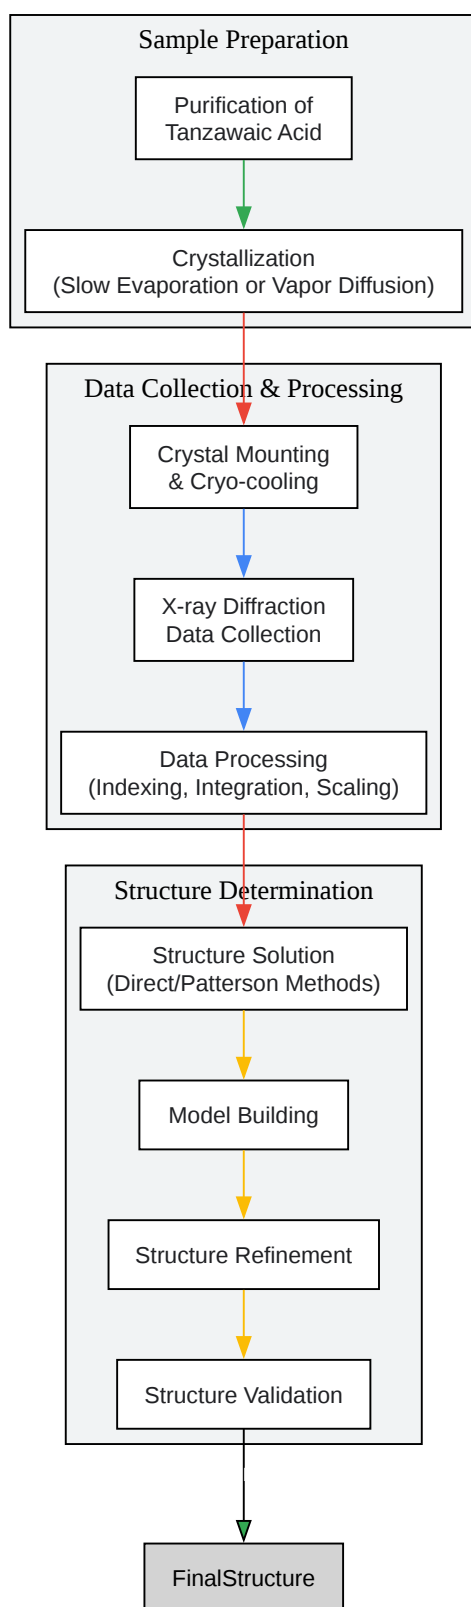 Sample Preparation
Purification of
Tanzawaic Acid
Crystallization
(Slow Evaporation or Vapor Diffusion)
Data Collection & Processing
Crystal Mounting
& Cryo-cooling
X-ray Diffraction
Data Collection
Data Processing
(Indexing, Integration, Scaling)
Structure Determination
Structure Solution
(Direct/Patterson Methods)
Model Building
Structure Refinement
Structure Validation
FinalStructure